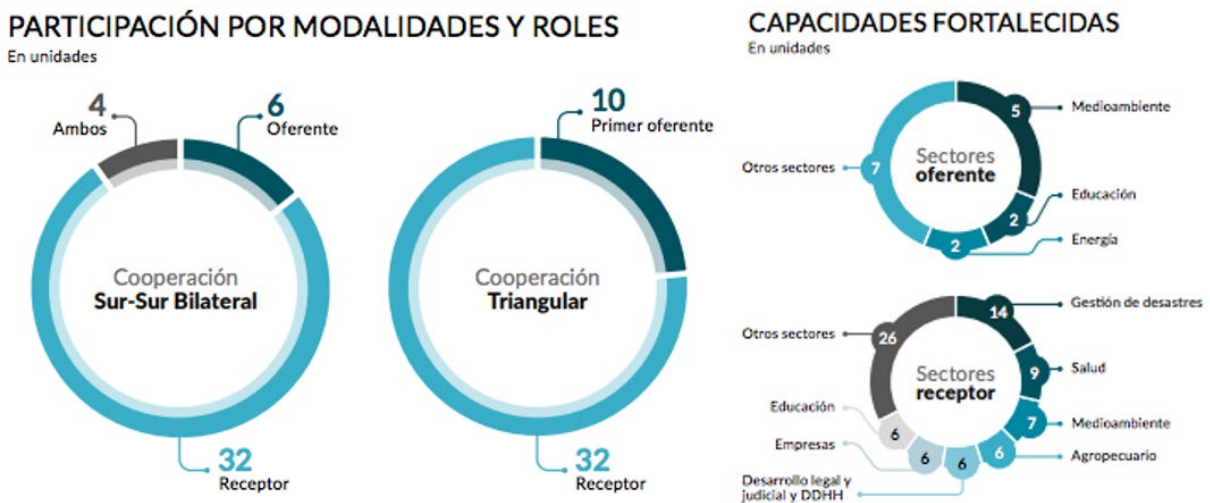 PARTICIPACIÓN POR MODALIDADES Y ROLES
En unidades
4
Ambos
6
Oferente
Cooperación
Sur-Sur Bilateral
32
Receptor
10
Primer oferente
Cooperación
Triangular
32
Receptor
CAPACIDADES FORTALECIDAS
En unidades
5
Medioambiente
Otros sectores
7
Sectores
oferente
2
Educación
2
Energía
14
Gestión de desastres
Otros sectores
26
Sectores
receptor
9
Salud
7
Medioambiente
Educación
6
Empresas
6
6
6
Agropecuario
Desarrollo legal y
judicial y DDHH